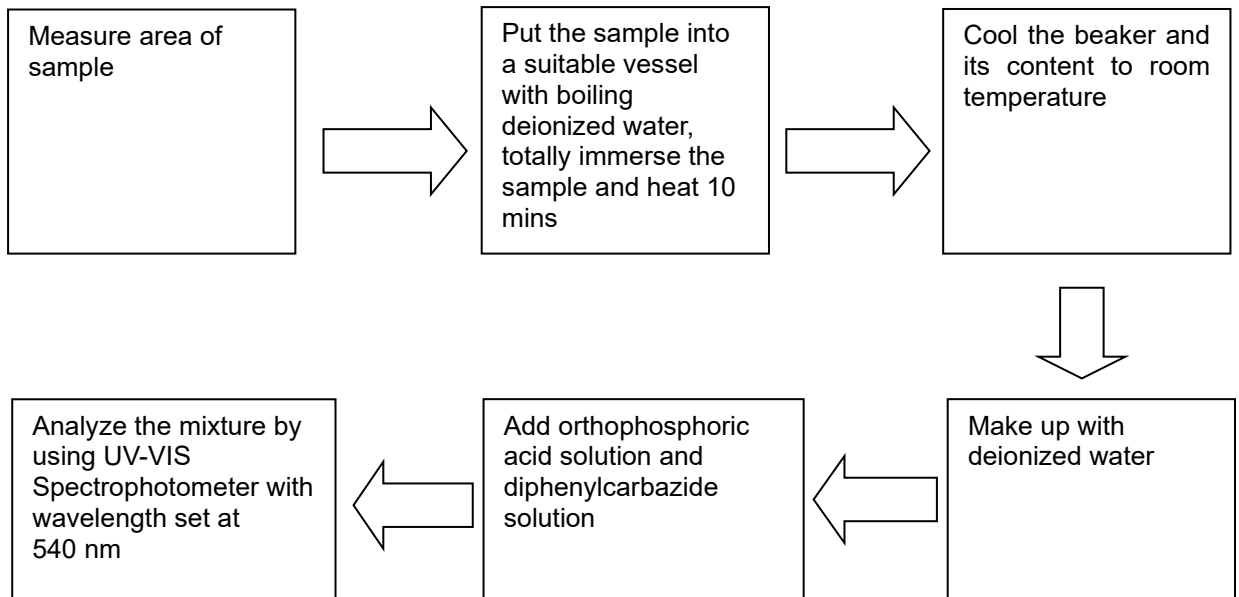 Measure area of
sample
Put the sample into
a suitable vessel
with boiling
deionized water,
totally immerse the
sample and heat 10
mins
Cool the beaker and
its content to room
temperature
Make up with
deionized water
Add orthophosphoric
acid solution and
diphenylcarbazide
solution
Analyze the mixture by
using UV-VIS
Spectrophotometer with
wavelength set at
540 nm